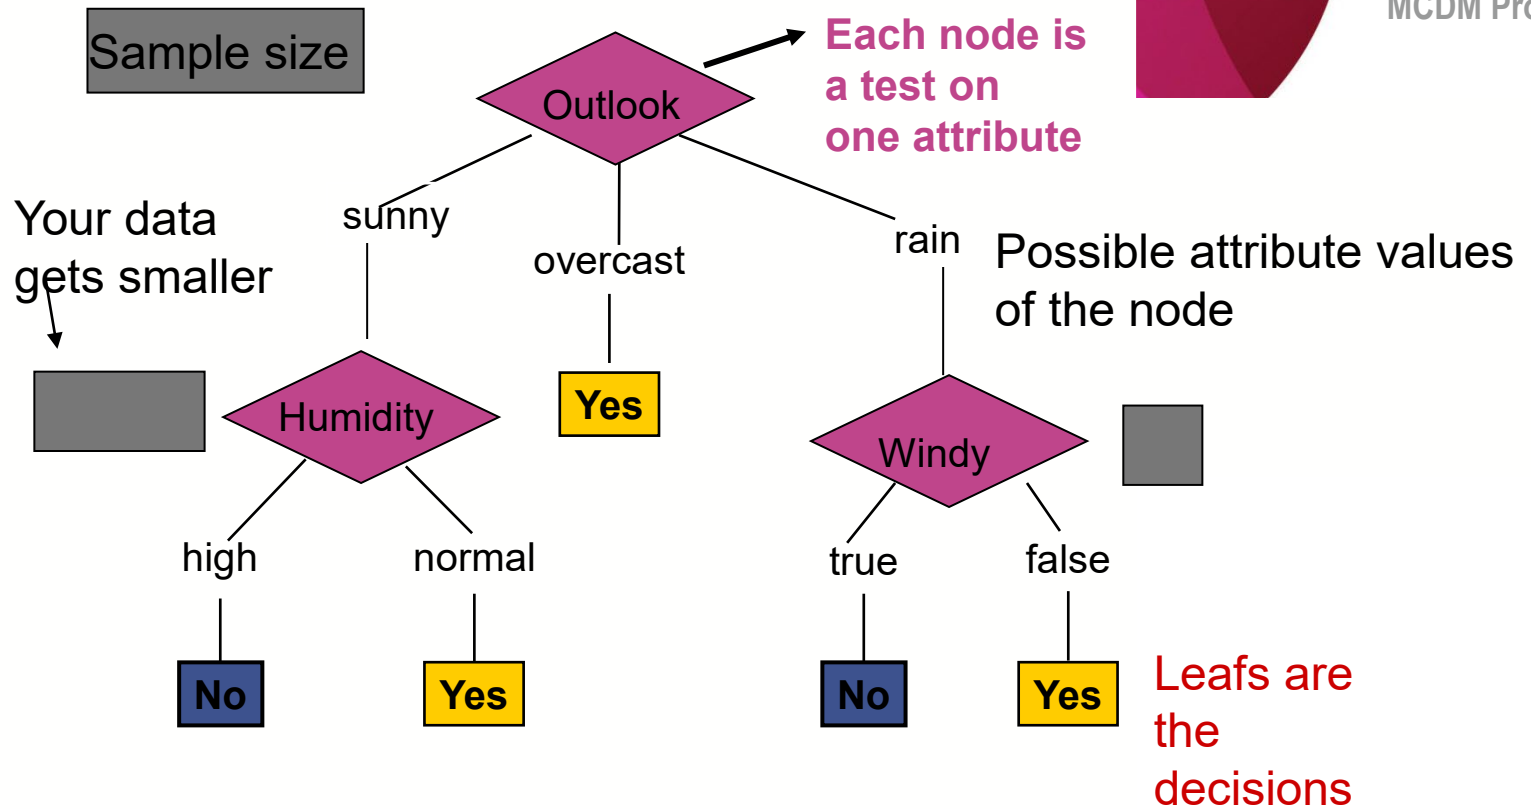 MCDM Pro
Sample size
Each node is
a test on
one attribute
Outlook
Your data
gets smaller
sunny
overcast
rain
Possible attribute values
of the node
Humidity
Yes
Windy
high
normal
true
false
No
Yes
No
Yes
Leafs are
the
decisions